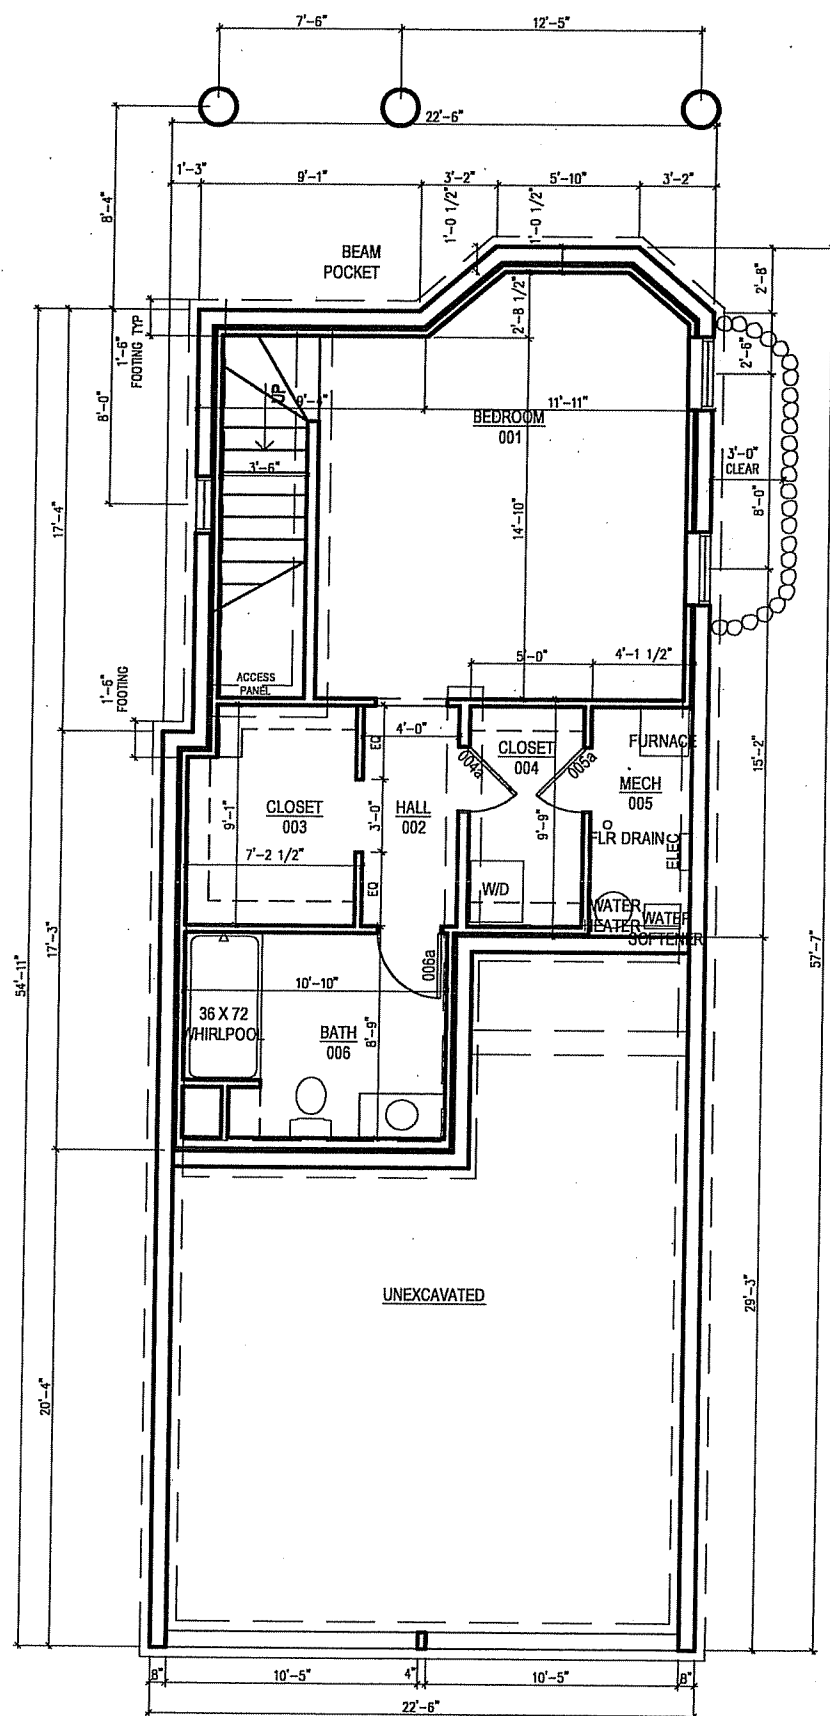 7'-6"
12'-5"
22'-6"
1'-3"
9'-1"
3'-2"
5'-10"
3'-2"
8'-4"
1'-0 1/2"
1'-0 1/2"
BEAM
POCKET
2'-8"
1'-6"
FOOTING TYP
2'-8 1/2"
2'-6"
8'-0"
UP
9'-4"
11'-11"
BEDROOM
001
3'-6"
3'-0"
CLEAR
8'-0"
17'-4"
14'-10"
5'-0"
4'-1 1/2"
ACCESS
PANEL
1'-6"
FOOTING
4'-0"
EQ
004a
CLOSET
004
005a
FURNACE
15'-2"
MECH
005
9'-1"
CLOSET
003
3'-0"
HALL
002
9'-9"
FLR DRAIN
ELEC
7'-2 1/2"
EQ
W/D
WATER
HEATER
WATER
SOFTENER
17'-3"
54'-11"
57'-7"
006a
10'-10"
36 X 72
WHIRLPOOL
BATH
006
8'-9"
UNEXCAVATED
29'-3"
20'-4"
8"
10'-5"
4"
10'-5"
8"
22'-6"